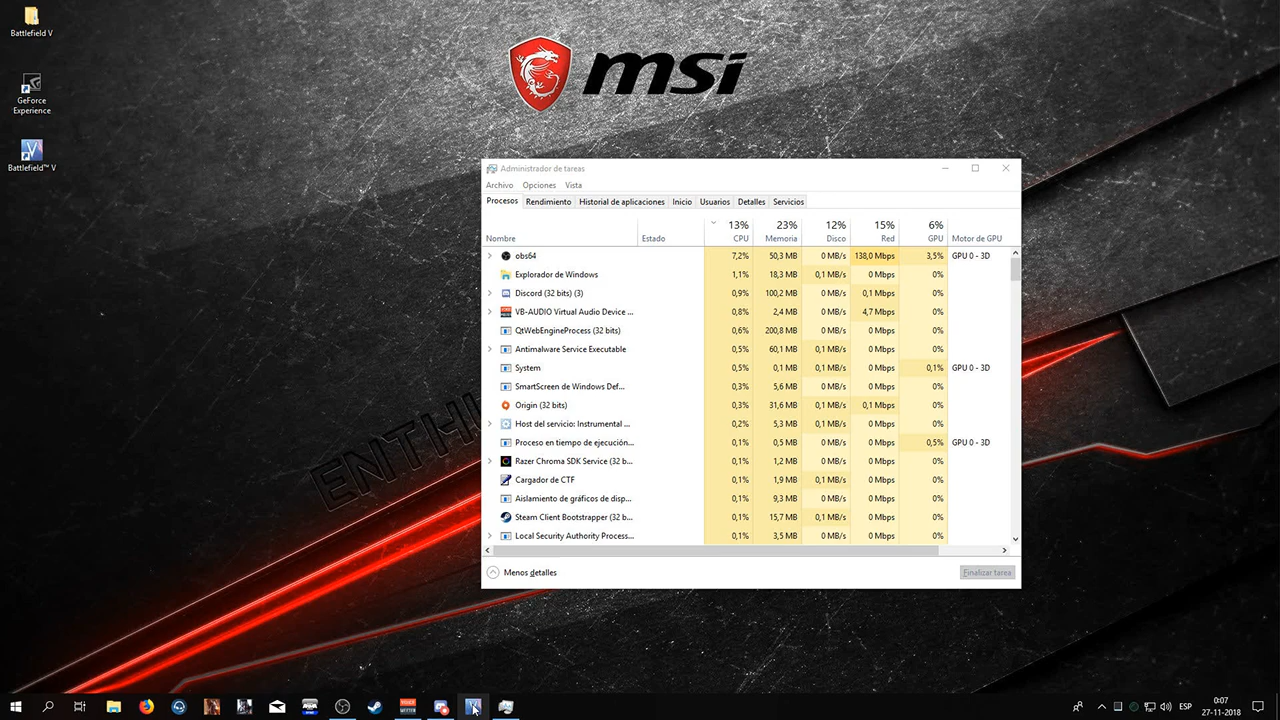 Battlefield V
GeForce
Experience
Battlefield™ V
msi
ENTH
Administrador de tareas
Archivo Opciones Vista
Procesos Rendimiento Historial de aplicaciones Inicio Usuarios Detalles Servicios
13% 23% 12% 15% 6%
Nombre Estado CPU Memoria Disco Red GPU Motor de GPU
obs64 7,2% 50,3 MB 0 MB/s 138,0 Mbps 3,5% GPU 0 - 3D
Explorador de Windows 1,1% 18,3 MB 0,1 MB/s 0 Mbps 0%
Discord (32 bits) (3) 0,9% 100,2 MB 0 MB/s 0,1 Mbps 0%
VB-AUDIO Virtual Audio Device ... 0,8% 2,4 MB 0 MB/s 4,7 Mbps 0%
QtWebEngineProcess (32 bits) 0,6% 200,8 MB 0 MB/s 0 Mbps 0%
Antimalware Service Executable 0,5% 60,1 MB 0,1 MB/s 0 Mbps 0%
System 0,5% 0,1 MB 0,1 MB/s 0 Mbps 0,1% GPU 0 - 3D
SmartScreen de Windows Def... 0,3% 5,6 MB 0 MB/s 0 Mbps 0%
Origin (32 bits) 0,3% 31,6 MB 0,1 MB/s 0,1 Mbps 0%
Host del servicio: Instrumental ... 0,2% 5,3 MB 0,1 MB/s 0 Mbps 0%
Proceso en tiempo de ejecución... 0,1% 0,5 MB 0 MB/s 0 Mbps 0,5% GPU 0 - 3D
Razer Chroma SDK Service (32 b... 0,1% 1,2 MB 0 MB/s 0 Mbps 0%
Cargador de CTF 0,1% 1,9 MB 0,1 MB/s 0 Mbps 0%
Aislamiento de gráficos de disp... 0,1% 9,3 MB 0 MB/s 0 Mbps 0%
Steam Client Bootstrapper (32 b... 0,1% 15,7 MB 0,1 MB/s 0 Mbps 0%
Local Security Authority Process... 0,1% 3,5 MB 0 MB/s 0 Mbps 0%
Menos detalles Finalizar tarea
ESP
0:07
27-11-2018